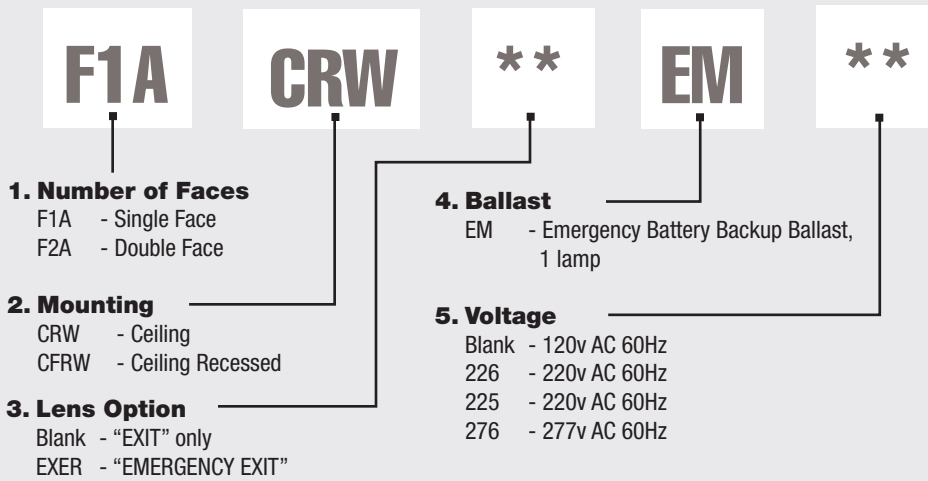 F1A CRW ** EM **
1. Number of Faces
F1A - Single Face
F2A - Double Face
2. Mounting
CRW - Ceiling
CFRW - Ceiling Recessed
3. Lens Option
Blank - “EXIT” only
EXER - “EMERGENCY EXIT”
4. Ballast
EM - Emergency Battery Backup Ballast,
1 lamp
5. Voltage
Blank - 120v AC 60Hz
226 - 220v AC 60Hz
225 - 220v AC 60Hz
276 - 277v AC 60Hz